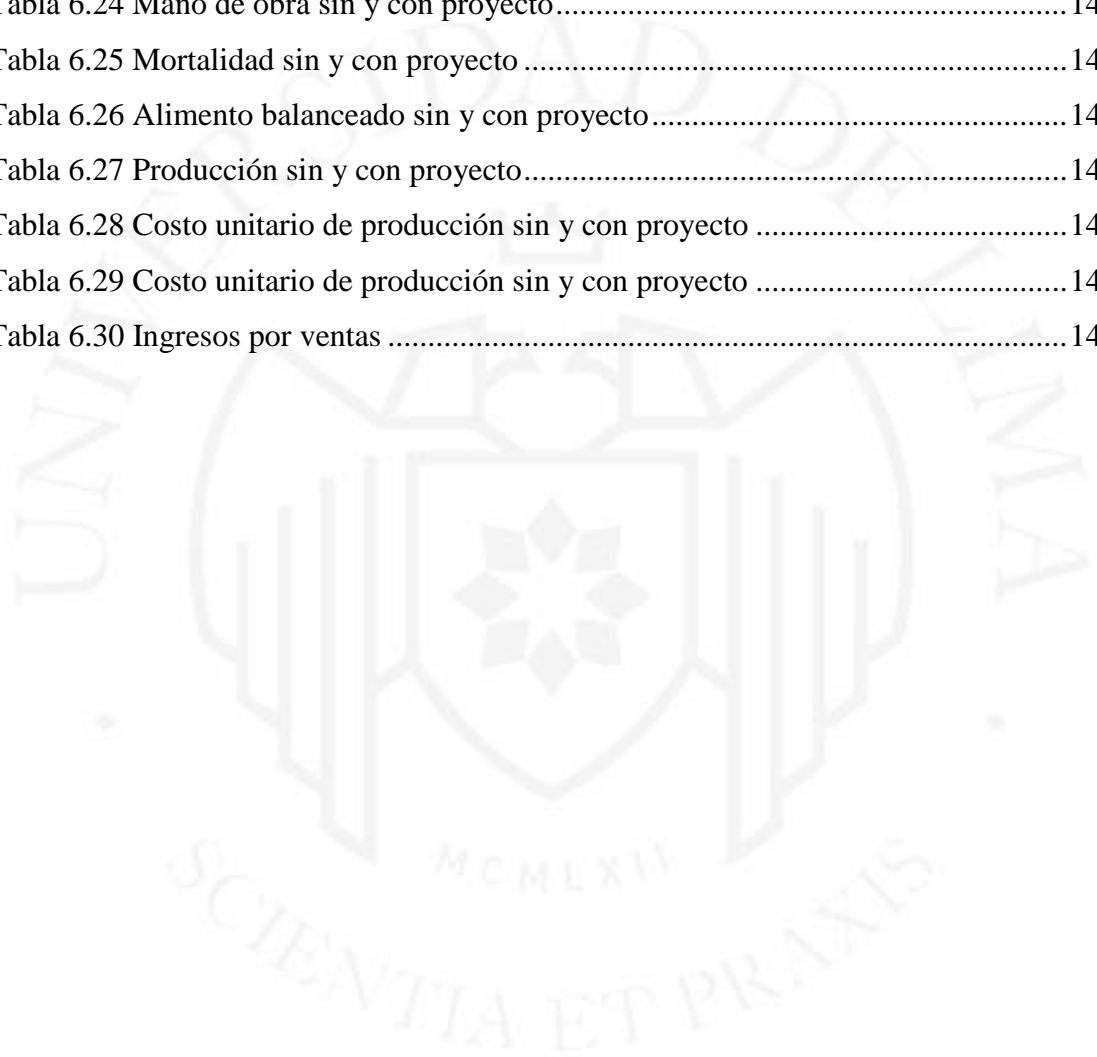 Tabla 6.24 Mano de obra sin y con proyecto............14
Tabla 6.25 Mortalidad sin y con proyecto............14
Tabla 6.26 Alimento balanceado sin y con proyecto............14
Tabla 6.27 Producción sin y con proyecto............14
Tabla 6.28 Costo unitario de producción sin y con proyecto............14
Tabla 6.29 Costo unitario de producción sin y con proyecto............14
Tabla 6.30 Ingresos por ventas............14
UNIVERSIDAD DE LIMA
MCMLXII
SCIENTIA ET PRAXIS